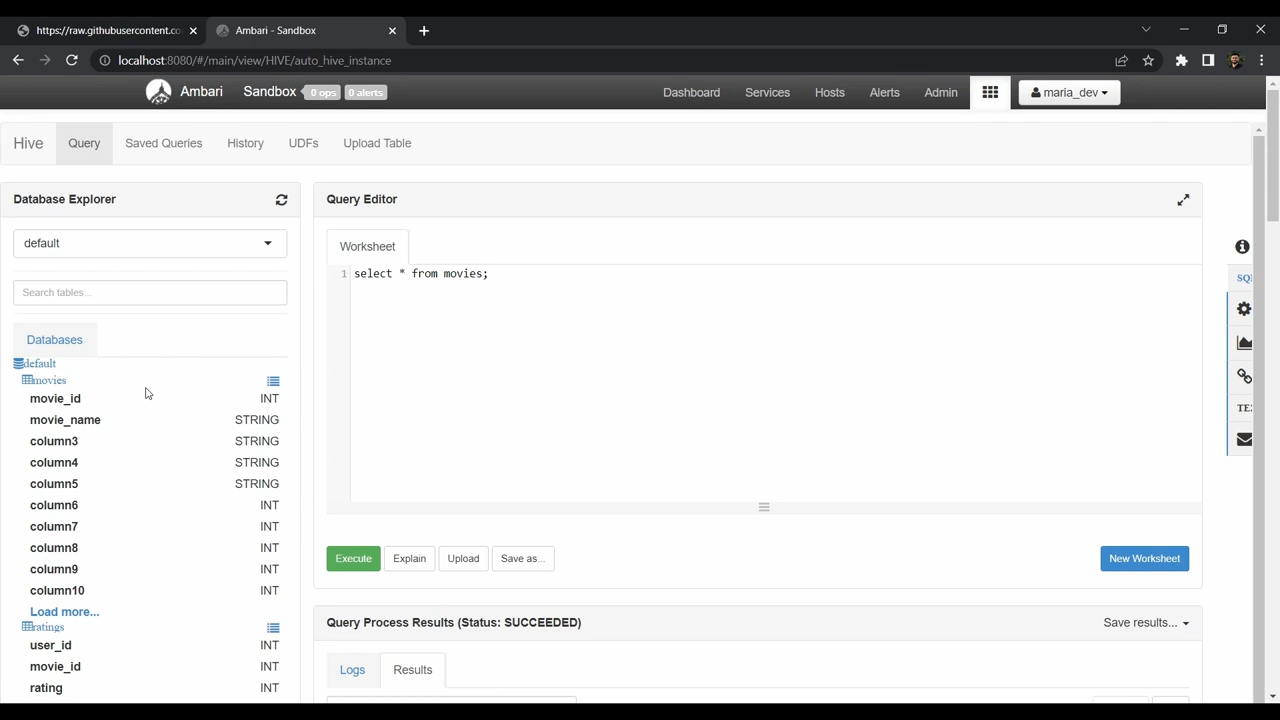 https://raw.githubusercontent.co
Ambari - Sandbox
localhost:8080/#/main/view/HIVE/auto_hive_instance
Ambari Sandbox 0 ops 0 alerts Dashboard Services Hosts Alerts Admin maria_dev
Hive Query Saved Queries History UDFs Upload Table
Database Explorer
default
Search tables...
Databases
default
movies
movie_id INT
movie_name STRING
column3 STRING
column4 STRING
column5 STRING
column6 INT
column7 INT
column8 INT
column9 INT
column10 INT
Load more...
ratings
user_id INT
movie_id INT
rating INT
Query Editor
Worksheet
1 select * from movies;
Execute Explain Upload Save as... New Worksheet
Query Process Results (Status: SUCCEEDED) Save results...
Logs Results